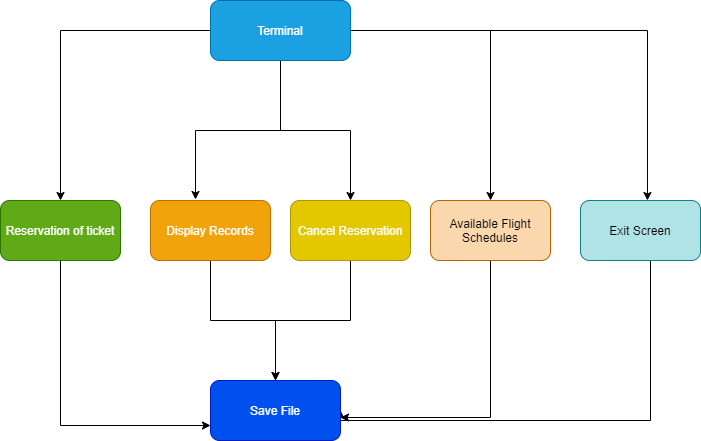 Terminal
Reservation of ticket
Display Records
Cancel Reservation
Available Flight
Schedules
Exit Screen
Save File